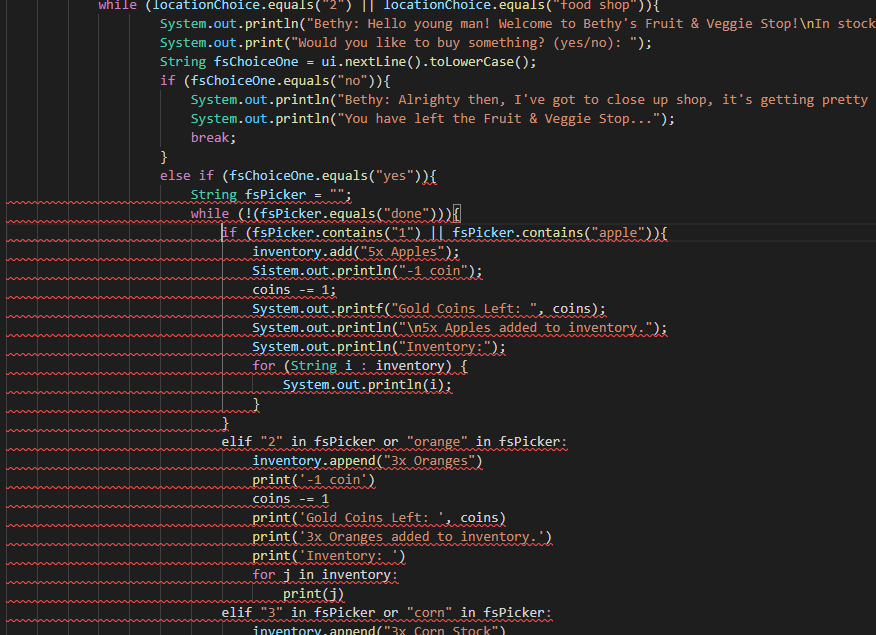 while (locationChoice.equals("2") || locationChoice.equals("food shop")){
System.out.println("Bethy: Hello young man! Welcome to Bethy's Fruit & Veggie Stop!\nIn stock
System.out.print("Would you like to buy something? (yes/no): ");
String fsChoiceOne = ui.nextLine().toLowerCase();
if (fsChoiceOne.equals("no")){
System.out.println("Bethy: Alrighty then, I've got to close up shop, it's getting pretty
System.out.println("You have left the Fruit & Veggie Stop...");
break;
}
else if (fsChoiceOne.equals("yes")){
String fsPicker = "";
while (!(fsPicker.equals("done"))){
if (fsPicker.contains("1") || fsPicker.contains("apple")){
inventory.add("5x Apples");
Sistem.out.println("-1 coin");
coins -= 1;
System.out.printf("Gold Coins Left: ", coins);
System.out.println("\n5x Apples added to inventory.");
System.out.println("Inventory:");
for (String i : inventory) {
System.out.println(i);
}
}
elif "2" in fsPicker or "orange" in fsPicker:
inventory.append("3x Oranges")
print('-1 coin')
coins -= 1
print('Gold Coins Left: ', coins)
print('3x Oranges added to inventory.')
print('Inventory: ')
for j in inventory:
print(j)
elif "3" in fsPicker or "corn" in fsPicker:
inventory.append("3x Corn Stock")